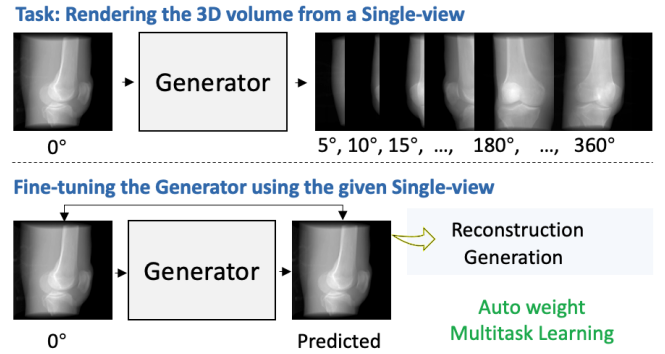 Task: Rendering the 3D volume from a Single-view
Generator
0°
5°, 10°, 15°, ..., 180°, ..., 360°
Fine-tuning the Generator using the given Single-view
Generator
Reconstruction
Generation
Auto weight
Multitask Learning
0°
Predicted